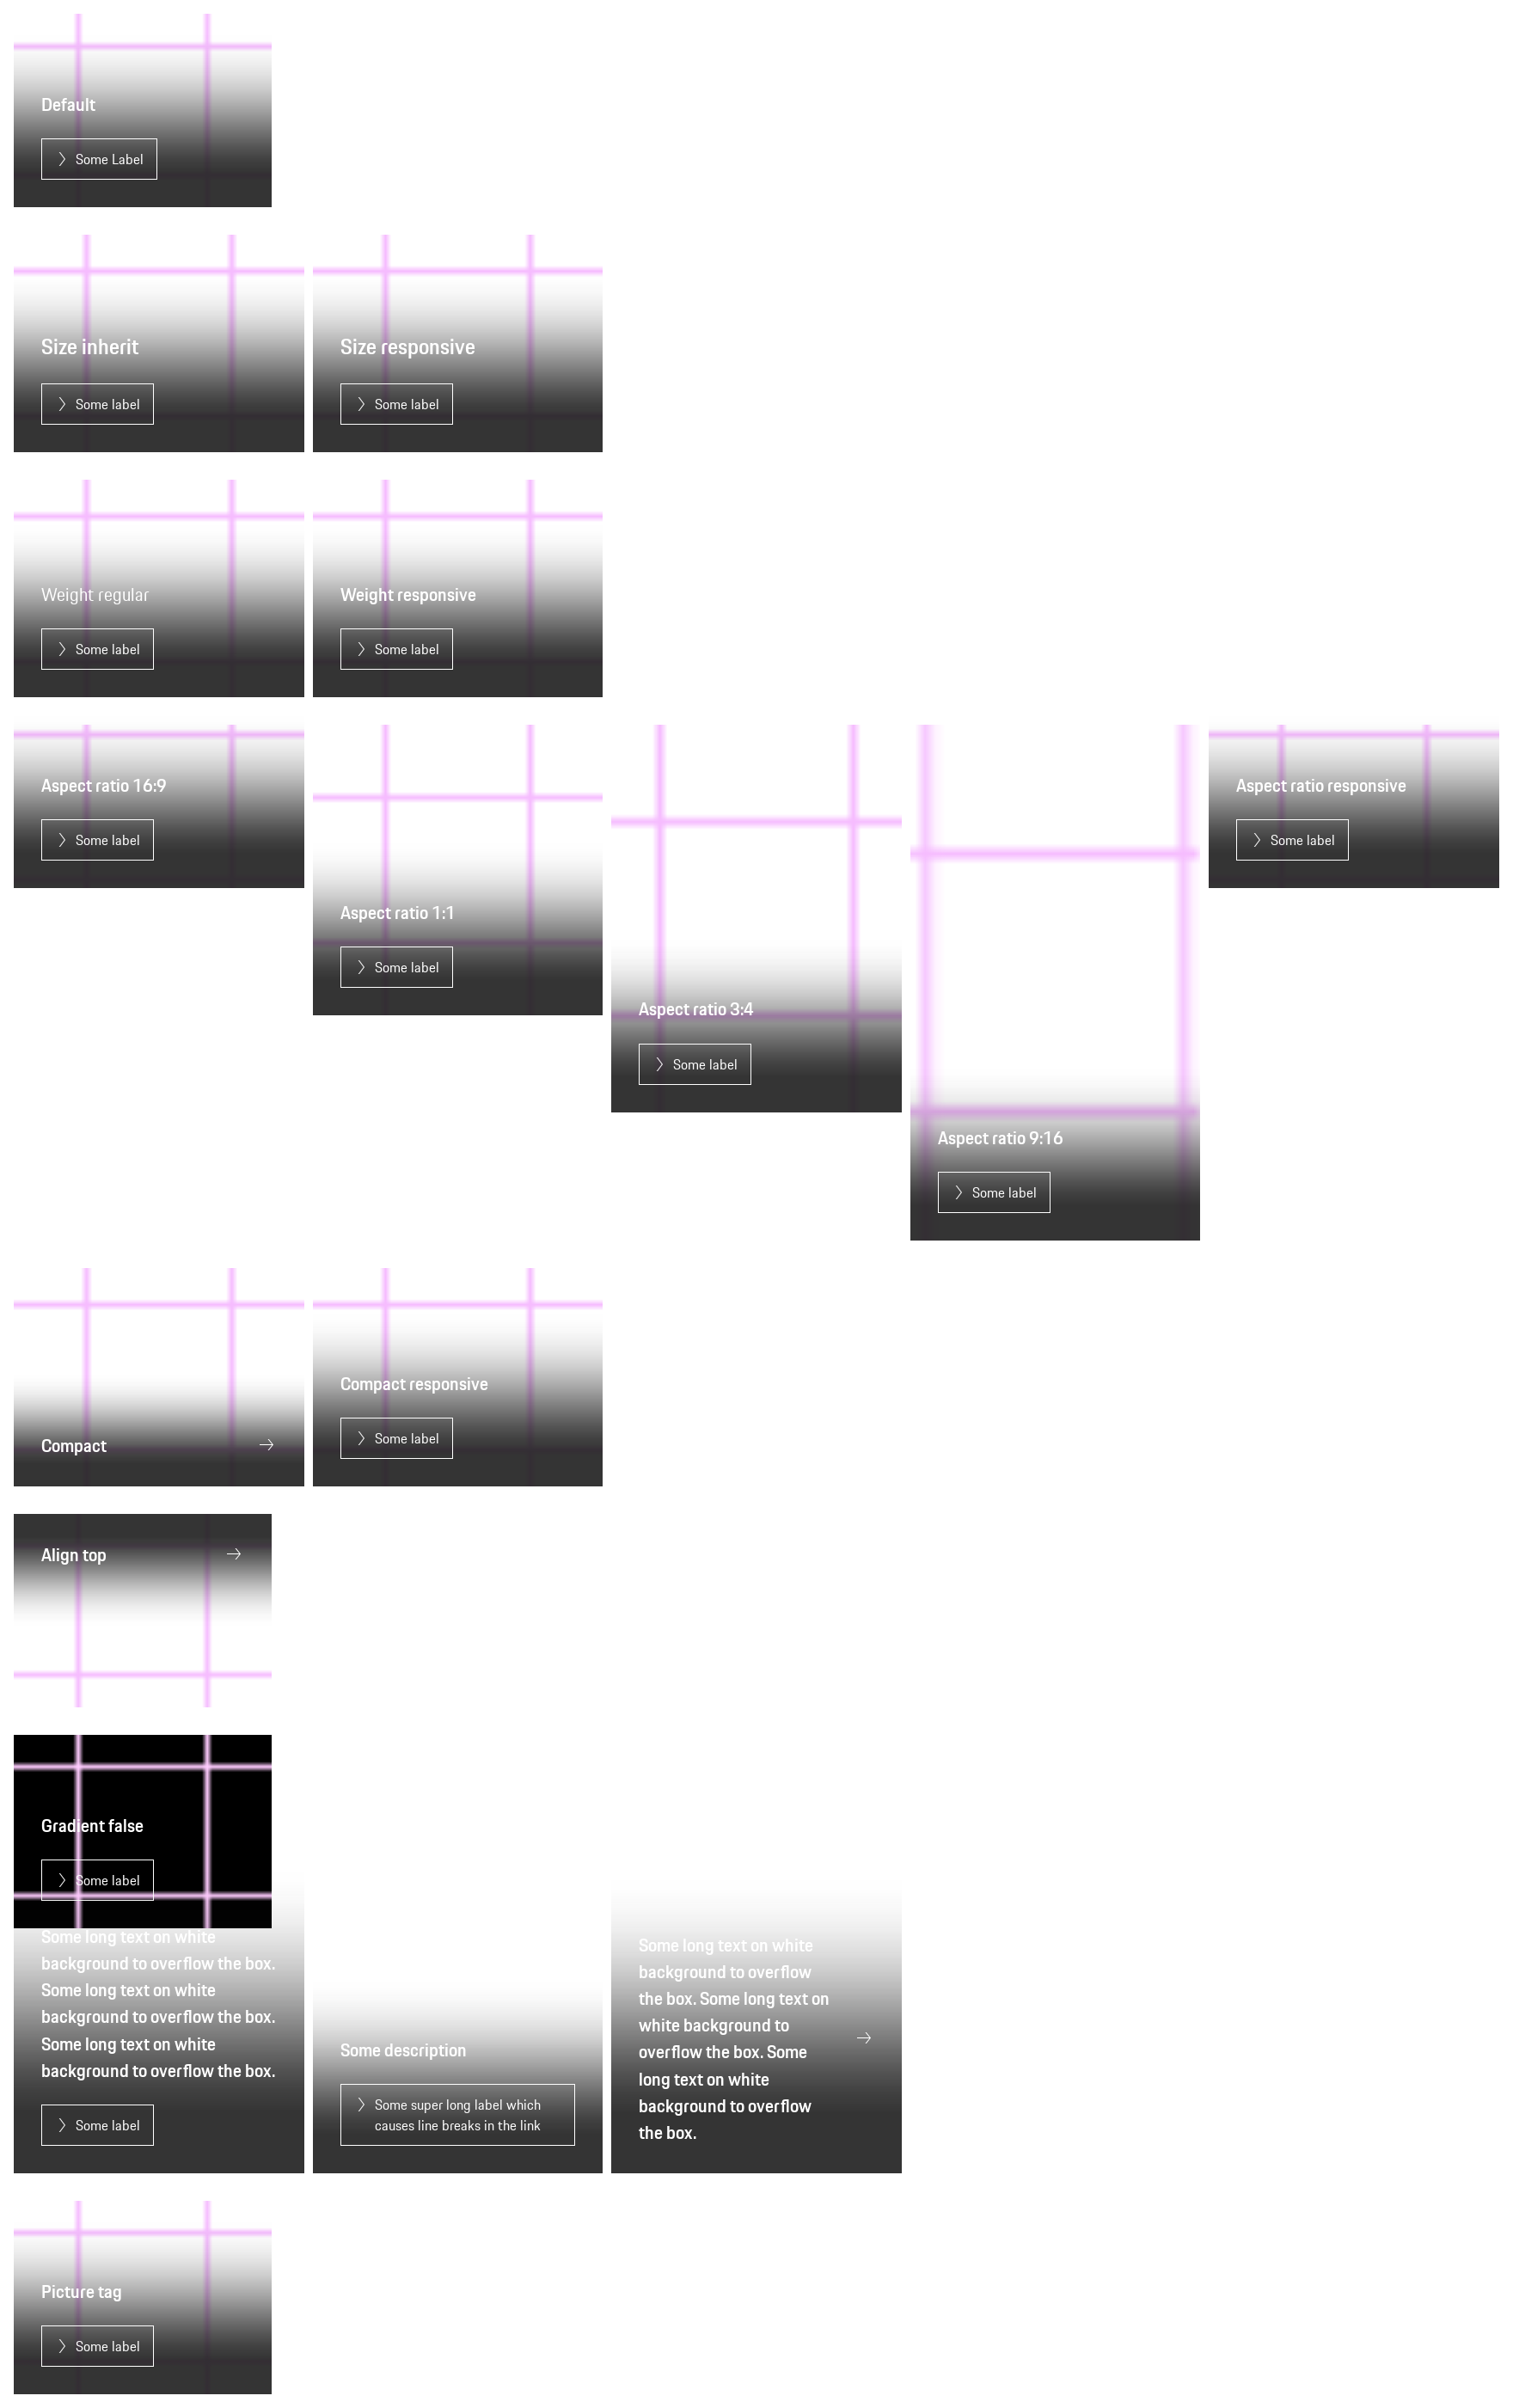 Default
Some Label
Size inherit
Some label
Size responsive
Some label
Weight regular
Some label
Weight responsive
Some label
Aspect ratio 16:9
Some label
Aspect ratio 1:1
Some label
Aspect ratio 3:4
Some label
Aspect ratio 9:16
Some label
Aspect ratio responsive
Some label
Compact
Compact responsive
Some label
Align top
Gradient false
Some label
Some long text on white
background to overflow the box.
Some long text on white
background to overflow the box.
Some long text on white
background to overflow the box.
Some label
Some description
Some super long label which
causes line breaks in the link
Some long text on white
background to overflow
the box. Some long text on
white background to
overflow the box. Some
long text on white
background to overflow
the box.
Picture tag
Some label